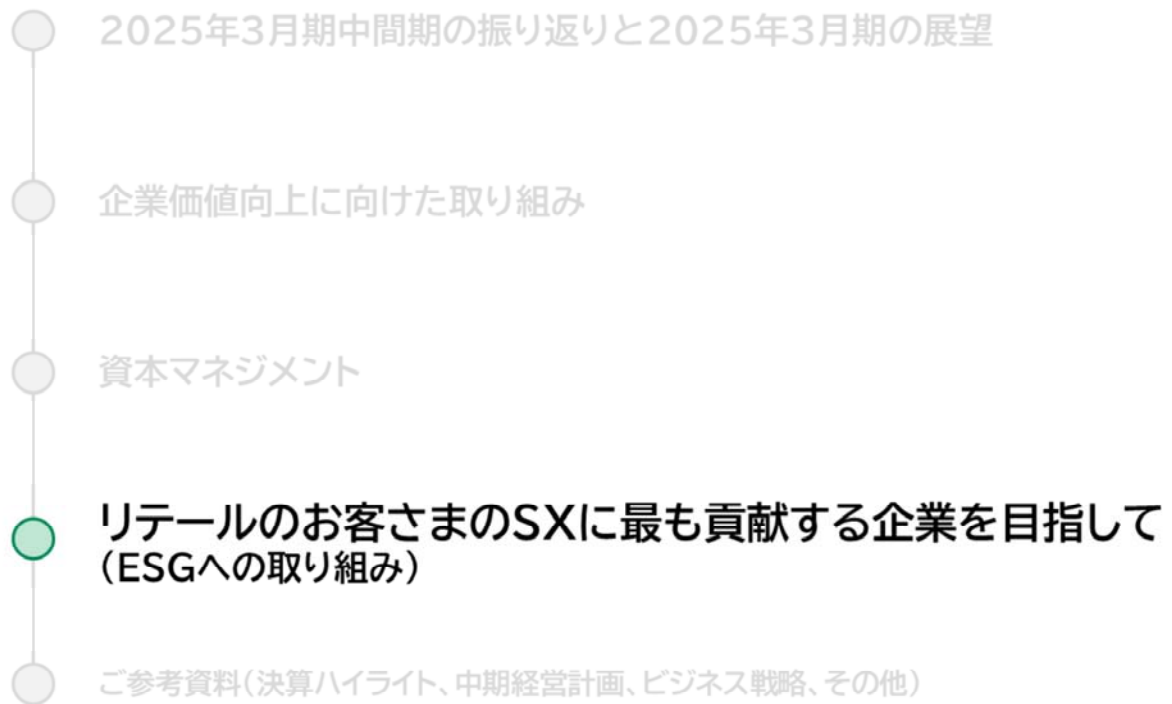 2025年3月期中間期の振り返りと2025年3月期の展望
企業価値向上に向けた取り組み
資本マネジメント
リテールのお客さまのSXに最も貢献する企業を目指して
（ESGへの取り組み）
ご参考資料（決算ハイライト、中期経営計画、ビジネス戦略、その他）